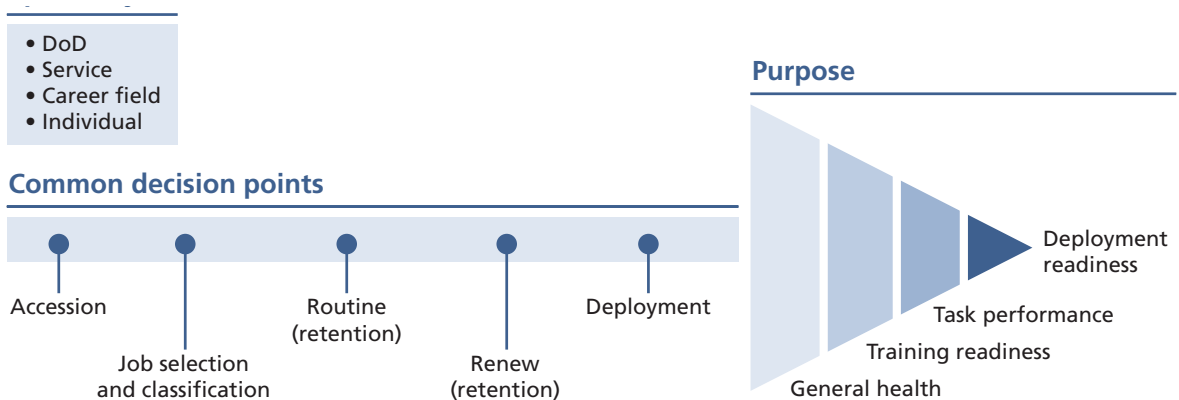 • DoD
• Service
• Career field
• Individual
Common decision points
Accession
Job selection
and classification
Routine
(retention)
Renew
(retention)
Deployment
Purpose
Deployment
readiness
Task performance
Training readiness
General health